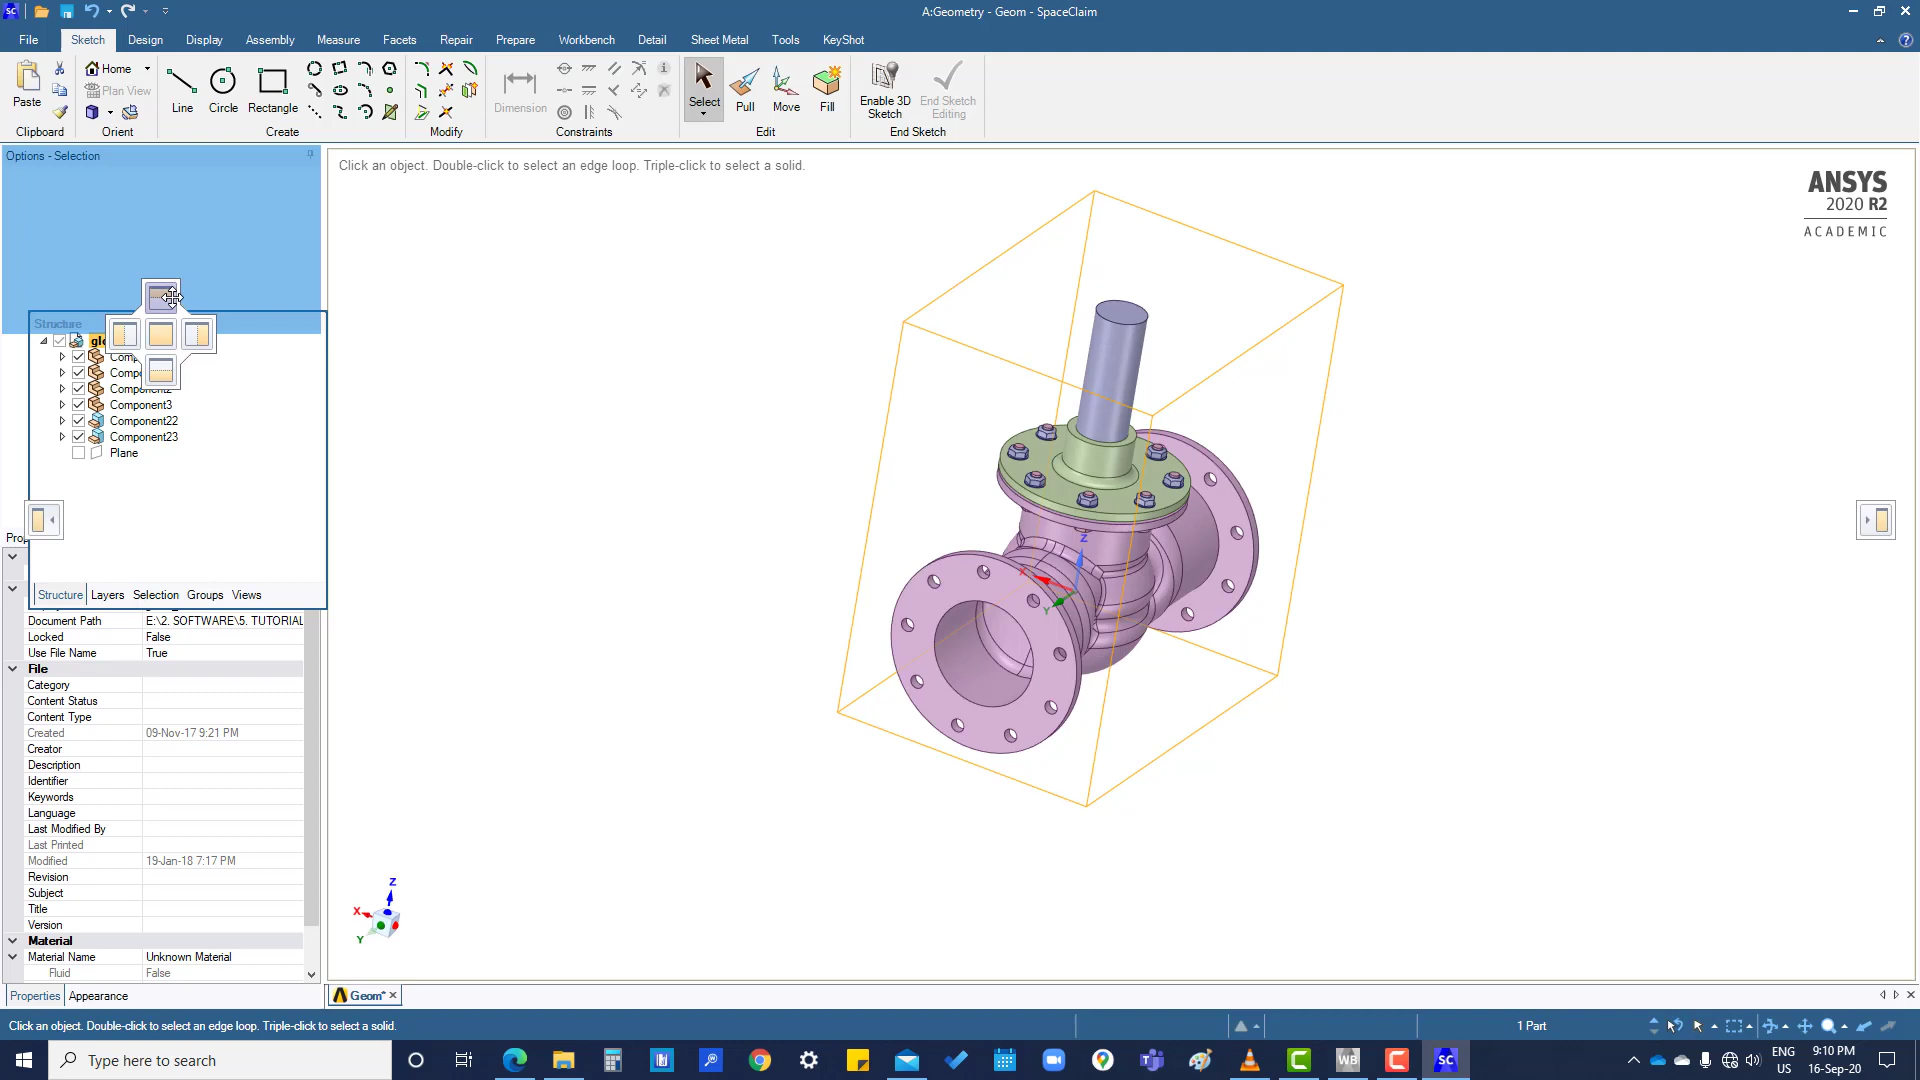 A:Geometry - Geom - SpaceClaim
File Sketch Design Display Assembly Measure Facets Repair Prepare Workbench Detail Sheet Metal Tools KeyShot
Home
Plan View
Paste
Line Circle Rectangle
Dimension
Select Pull Move Fill
Enable 3D Sketch
End Sketch Editing
Clipboard Orient Create Modify Constraints Edit End Sketch
Options - Selection
Click an object. Double-click to select an edge loop. Triple-click to select a solid.
ANSYS
2020 R2
ACADEMIC
Structure
Component3
Component22
Component23
Plane
Structure Layers Selection Groups Views
Document Path E:\2. SOFTWARE\5. TUTORIAL
Locked False
Use File Name True
File
Category
Content Status
Content Type
Created 09-Nov-17 9:21 PM
Creator
Description
Identifier
Keywords
Language
Last Modified By
Last Printed
Modified 19-Jan-18 7:17 PM
Revision
Subject
Title
Version
Material
Material Name Unknown Material
Fluid False
Properties Appearance
Z
X
Y
Z
X
Y
Geom*
Click an object. Double-click to select an edge loop. Triple-click to select a solid.
1 Part
Type here to search
ENG
US
9:10 PM
16-Sep-20